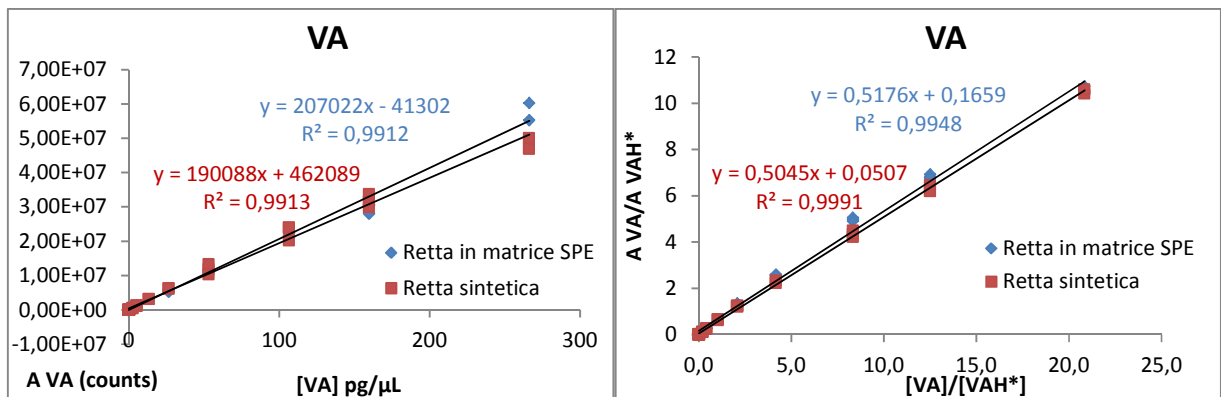 VA
7,00E+07
6,00E+07
5,00E+07
4,00E+07
3,00E+07
2,00E+07
1,00E+07
0,00E+00
-1,00E+07
y = 207022x - 41302
R² = 0,9912
y = 190088x + 462089
R² = 0,9913
Retta in matrice SPE
Retta sintetica
0 100 200 300
A VA (counts)
[VA] pg/µL
VA
A VA/A VAH*
12
10
8
6
4
2
0
y = 0,5176x + 0,1659
R² = 0,9948
y = 0,5045x + 0,0507
R² = 0,9991
Retta in matrice SPE
Retta sintetica
0,0 5,0 10,0 15,0 20,0 25,0
[VA]/[VAH*]